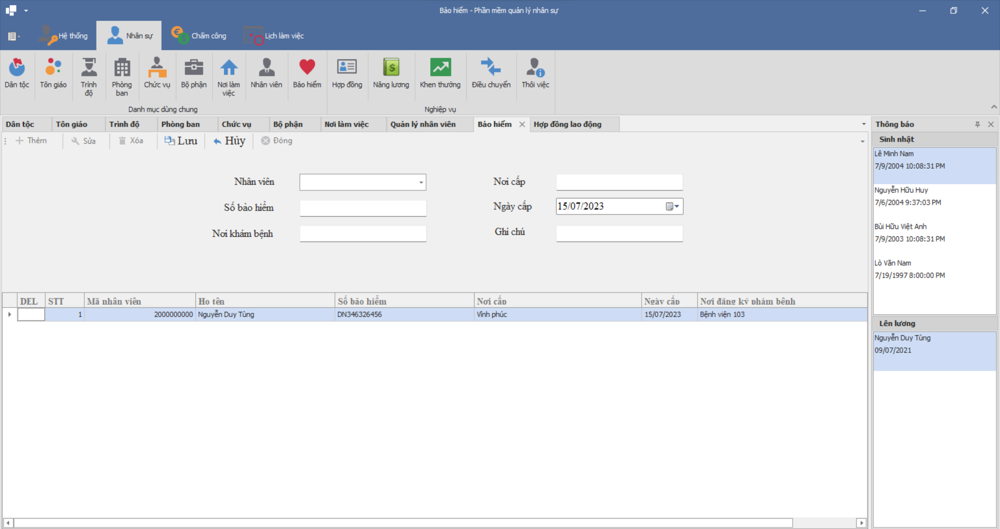 Bảo hiểm - Phần mềm quản lý nhân sự
Hệ thống
Nhân sự
Chấm công
Lịch làm việc
Dân tộc
Tôn giáo
Trình độ
Phòng ban
Chức vụ
Bộ phận
Nơi làm việc
Nhân viên
Bảo hiểm
Hợp đồng
Nâng lương
Khen thưởng
Điều chuyển
Thôi việc
Danh mục dùng chung
Nghiệp vụ
Dân tộc
Tôn giáo
Trình độ
Phòng ban
Chức vụ
Bộ phận
Nơi làm việc
Quản lý nhân viên
Bảo hiểm
Hợp đồng lao động
Thêm
Sửa
Xóa
Lưu
Hủy
Đóng
Nhân viên
Nơi cấp
Số bảo hiểm
Ngày cấp 15/07/2023
Nơi khám bệnh
Ghi chú
DEL STT Mã nhân viên Họ tên Số bảo hiểm Nơi cấp Ngày cấp Nơi đăng ký phám bệnh
1 2000000000 Nguyễn Duy Tùng DN346326456 Vĩnh phúc 15/07/2023 Bệnh viện 103
Thông báo
Sinh nhật
Lê Minh Nam
7/9/2004 10:08:31 PM
Nguyễn Hữu Huy
7/6/2004 9:37:03 PM
Bùi Hữu Việt Anh
7/9/2003 10:08:31 PM
Lò Văn Nam
7/19/1997 8:00:00 PM
Lên lương
Nguyễn Duy Tùng
09/07/2021